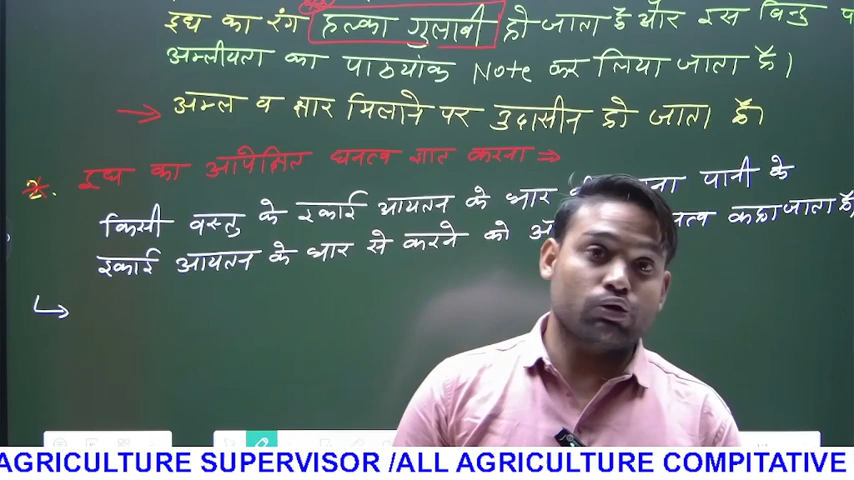 दुध का रंग हल्का गुलाबी हो जाता है और इस बिन्दु प
अम्लीयता का पाठ्यांक Note कर लिया जाता है।
→ अम्ल व क्षार मिलाने पर उदासीन हो जाता है।
* 2. दुध का आपेक्षित घनत्व ज्ञात करना ⇒
किसी वस्तु के इकाई आयतन के भार पानी के
इकाई आयतन के भार से करने को कहा जाता है
AGRICULTURE SUPERVISOR /ALL AGRICULTURE COMPITATIVE